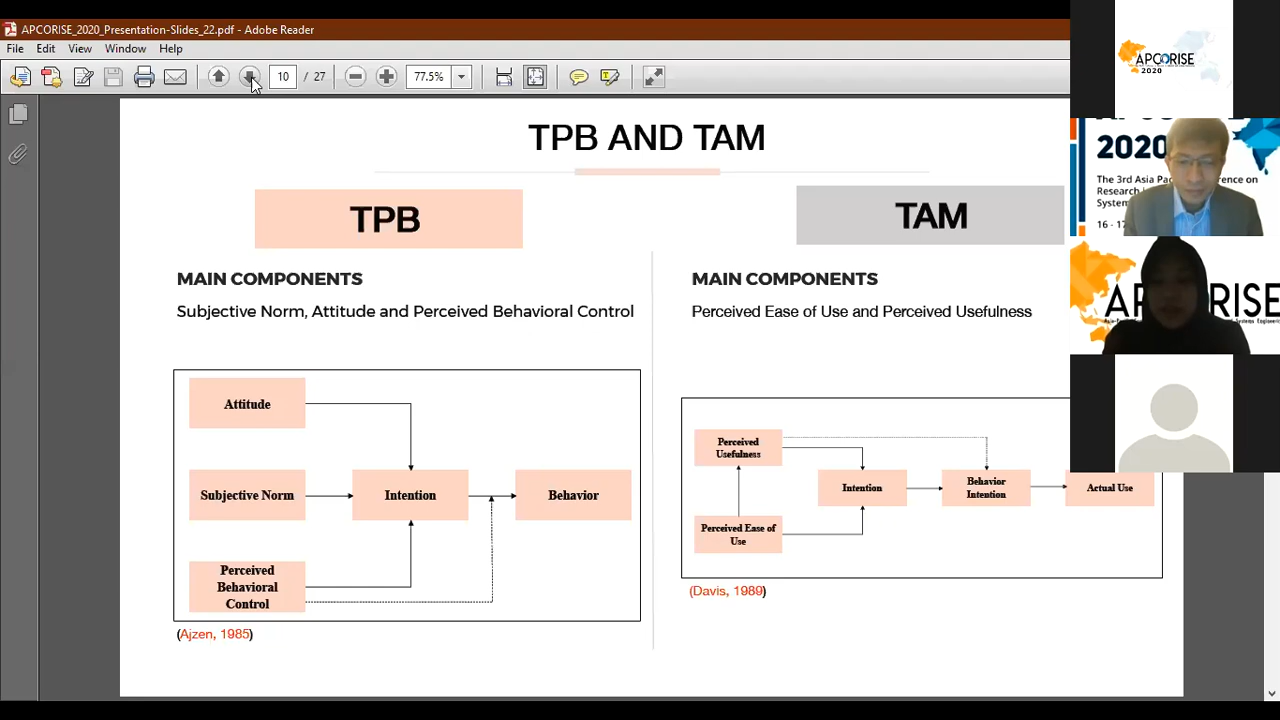 APCORISE_2020_Presentation-Slides_22.pdf - Adobe Reader
File Edit View Window Help
10 / 27 77.5%
TPB AND TAM
TPB
MAIN COMPONENTS
Subjective Norm, Attitude and Perceived Behavioral Control
Attitude
Subjective Norm
Intention
Behavior
Perceived
Behavioral
Control
(Ajzen, 1985)
TAM
MAIN COMPONENTS
Perceived Ease of Use and Perceived Usefulness
Perceived
Usefulness
Intention
Behavior
Intention
Actual Use
Perceived Ease of
Use
(Davis, 1989)
APCORISE
2020
2020
The 3rd Asia Pac
Research
System
16 - 17
APCORISE